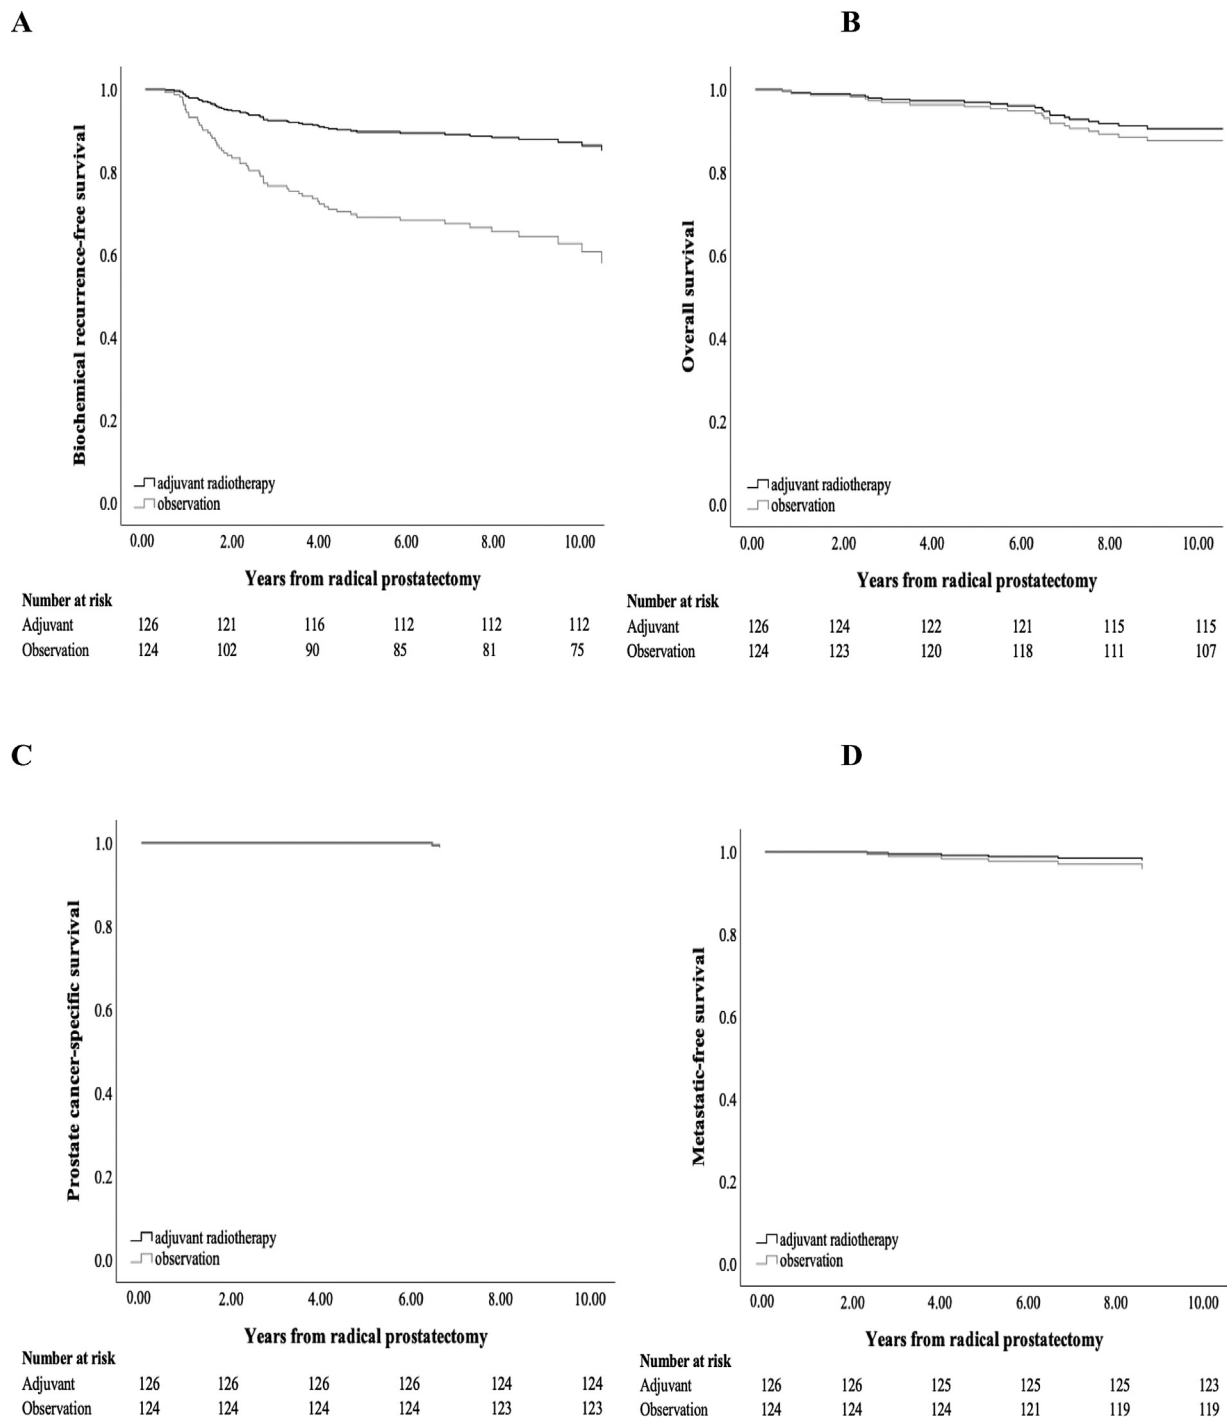 A
Biochemical recurrence-free survival
1.0
0.8
0.6
0.4
0.2
0.0
adjuvant radiotherapy
observation
0.00 2.00 4.00 6.00 8.00 10.00
Years from radical prostatectomy
Number at risk
Adjuvant 126 121 116 112 112 112
Observation 124 102 90 85 81 75
B
Overall survival
1.0
0.8
0.6
0.4
0.2
0.0
adjuvant radiotherapy
observation
0.00 2.00 4.00 6.00 8.00 10.00
Years from radical prostatectomy
Number at risk
Adjuvant 126 124 122 121 115 115
Observation 124 123 120 118 111 107
C
Prostate cancer-specific survival
1.0
0.8
0.6
0.4
0.2
0.0
adjuvant radiotherapy
observation
0.00 2.00 4.00 6.00 8.00 10.00
Years from radical prostatectomy
Number at risk
Adjuvant 126 126 126 126 124 124
Observation 124 124 124 124 123 123
D
Metastatic-free survival
1.0
0.8
0.6
0.4
0.2
0.0
adjuvant radiotherapy
observation
0.00 2.00 4.00 6.00 8.00 10.00
Years from radical prostatectomy
Number at risk
Adjuvant 126 126 125 125 125 123
Observation 124 124 124 121 119 119